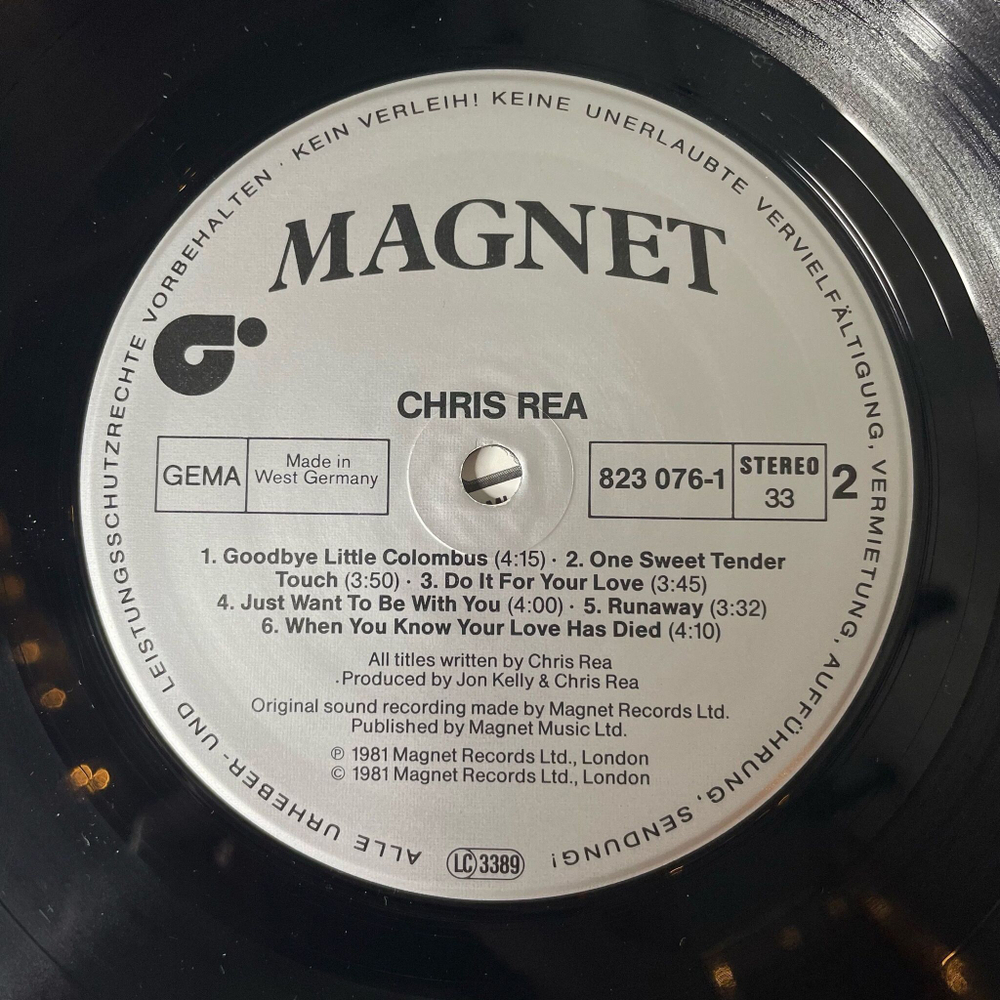 ALLE URHEBER- UND LEISTUNGSSCHUTZRECHTE VORBEHALTEN · KEIN VERLEIH! KEINE UNERLAUBTE VERVIELFÄLTIGUNG, VERMIETUNG, AUFFÜHRUNG, SENDUNG!
MAGNET
CHRIS REA
GEMA
Made in
West Germany
823 076-1
STEREO
33
2
1. Goodbye Little Colombus (4:15) · 2. One Sweet Tender
Touch (3:50) · 3. Do It For Your Love (3:45)
4. Just Want To Be With You (4:00) · 5. Runaway (3:32)
6. When You Know Your Love Has Died (4:10)
All titles written by Chris Rea
Produced by Jon Kelly & Chris Rea
Original sound recording made by Magnet Records Ltd.
Published by Magnet Music Ltd.
℗ 1981 Magnet Records Ltd., London
© 1981 Magnet Records Ltd., London
LC 3389